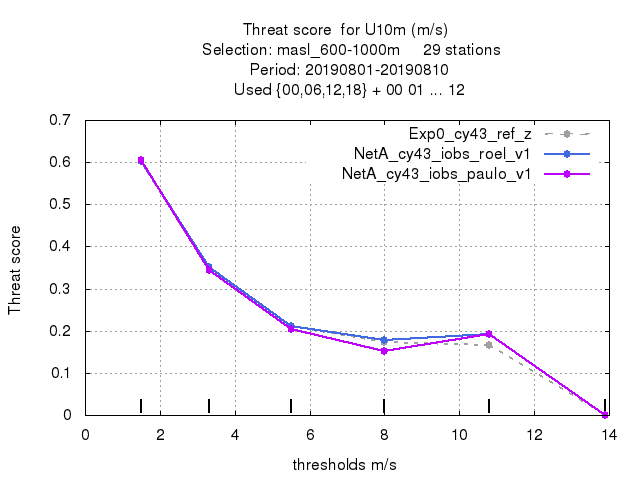 Threat score  for U10m (m/s)
Selection: masl_600-1000m     29 stations
Period: 20190801-20190810
Used {00,06,12,18} + 00 01 ... 12
Exp0_cy43_ref_z
NetA_cy43_iobs_roel_v1
NetA_cy43_iobs_paulo_v1
Threat score
0.7
0.6
0.5
0.4
0.3
0.2
0.1
0
0 2 4 6 8 10 12 14
thresholds m/s